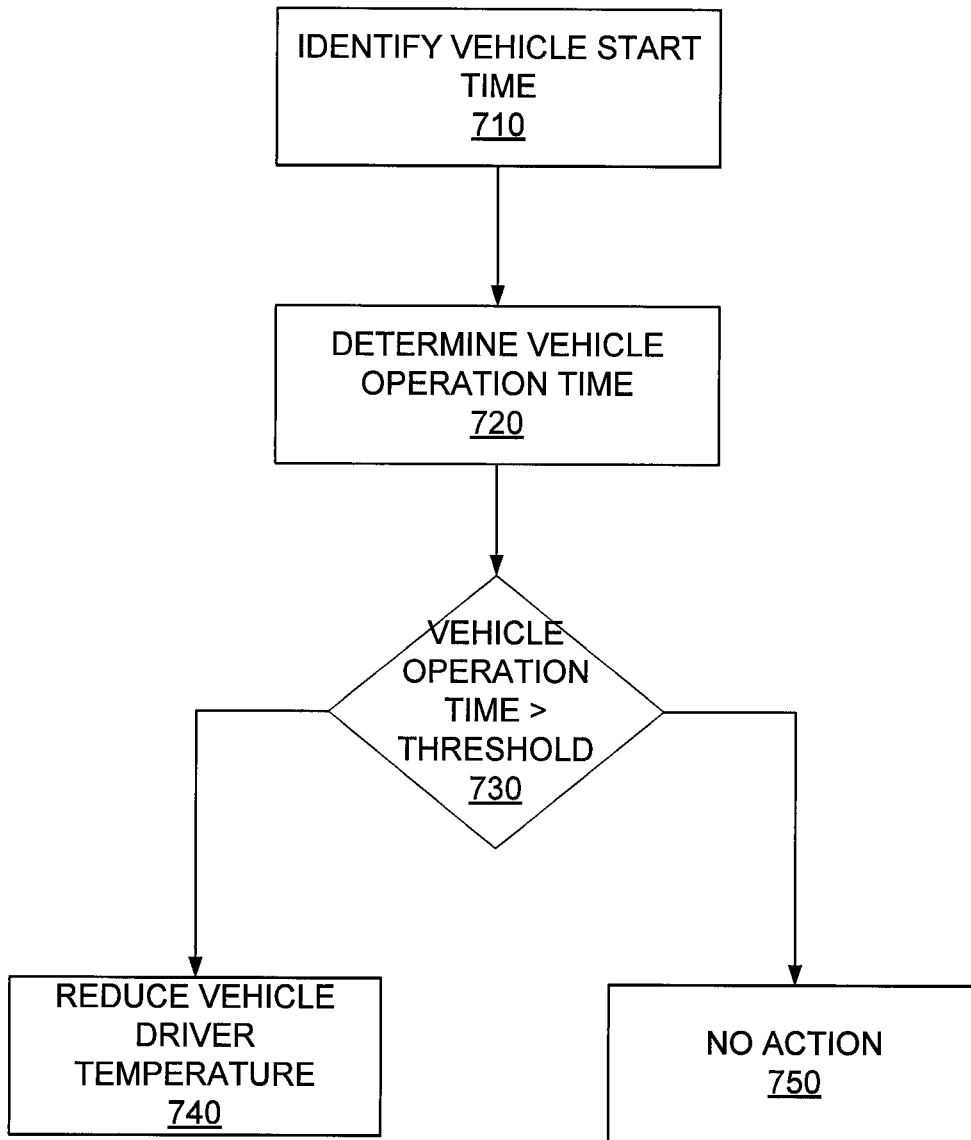 IDENTIFY VEHICLE START
TIME
710
DETERMINE VEHICLE
OPERATION TIME
720
VEHICLE
OPERATION
TIME >
THRESHOLD
730
REDUCE VEHICLE
DRIVER
TEMPERATURE
740
NO ACTION
750